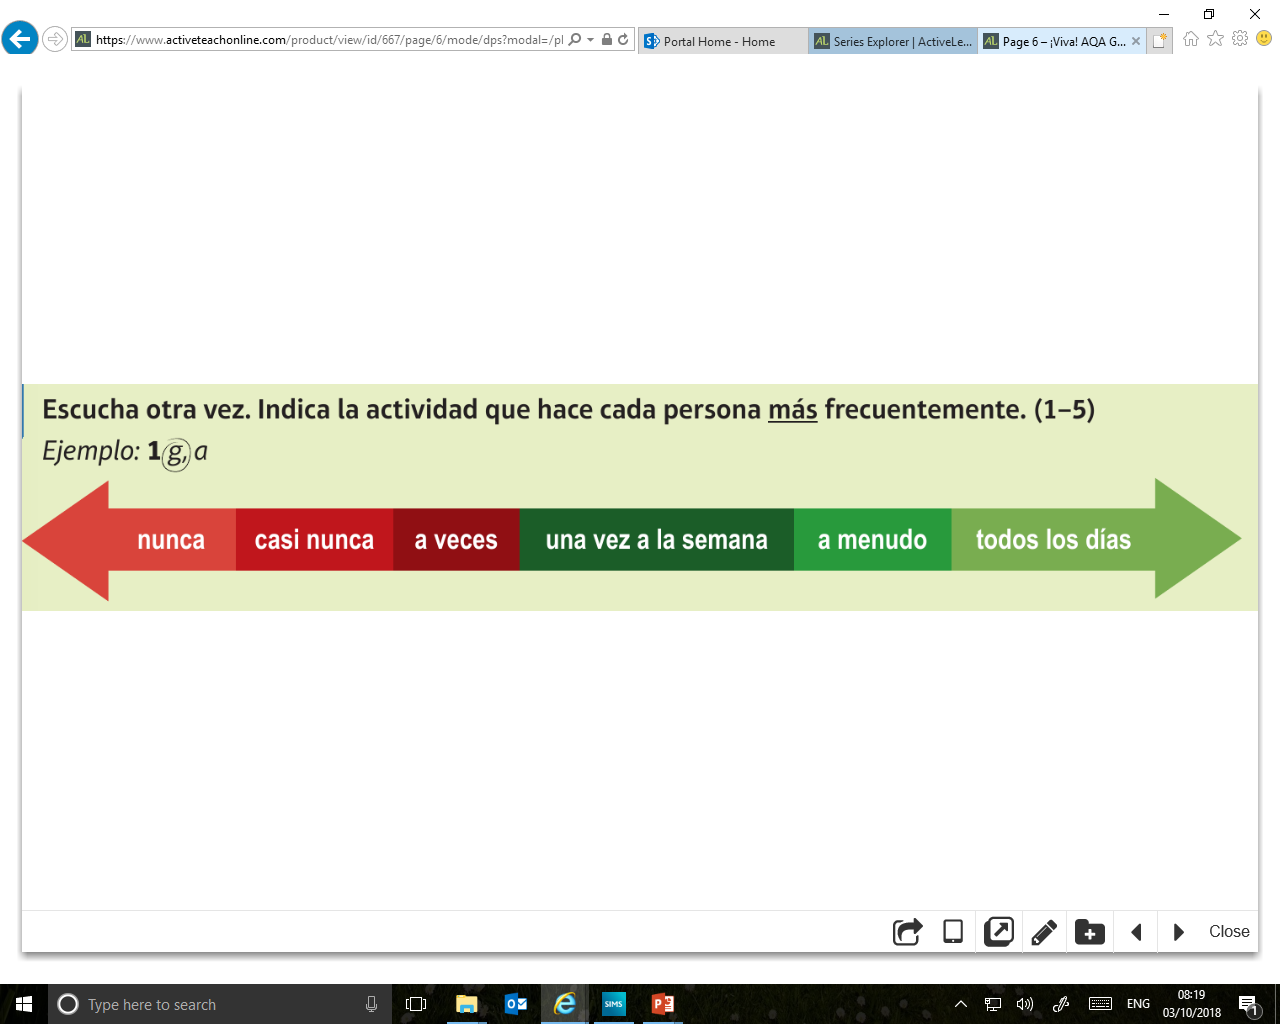 https://www.activeteachonline.com/product/view/id/667/page/6/mode/dps?modal=/pl
Portal Home - Home
Series Explorer | ActiveLe...
Page 6 – ¡Viva! AQA G...
Escucha otra vez. Indica la actividad que hace cada persona más frecuentemente. (1–5)
Ejemplo: 1 g, a
nunca casi nunca a veces una vez a la semana a menudo todos los días
Close
Type here to search
SIMS
ENG
08:19
03/10/2018
1